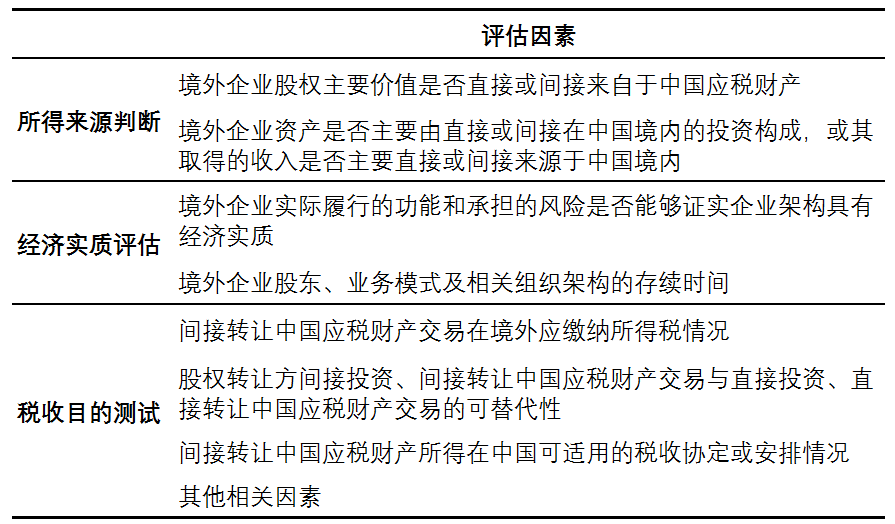 评估因素
所得来源判断
境外企业股权主要价值是否直接或间接来自于中国应税财产
境外企业资产是否主要由直接或间接在中国境内的投资构成，或其
取得的收入是否主要直接或间接来源于中国境内
经济实质评估
境外企业实际履行的功能和承担的风险是否能够证实企业架构具有
经济实质
境外企业股东、业务模式及相关组织架构的存续时间
税收目的测试
间接转让中国应税财产交易在境外应缴纳所得税情况
股权转让方间接投资、间接转让中国应税财产交易与直接投资、直
接转让中国应税财产交易的可替代性
间接转让中国应税财产所得在中国可适用的税收协定或安排情况
其他相关因素